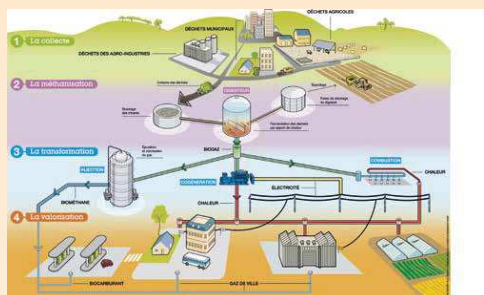 DÉCHETS AGRICOLES
DÉCHETS MUNICIPAUX
1 La collecte
DÉCHETS DES AGRO-INDUSTRIES
2 La méthanisation
DIGESTEUR
BIOGAZ
3 La transformation
INJECTION
COMBUSTION
COGÉNÉRATION
CHALEUR
ÉLECTRICITÉ
BIOMÉTHANE
CHALEUR
4 La valorisation
BIOCARBURANT
GAZ DE VILLE